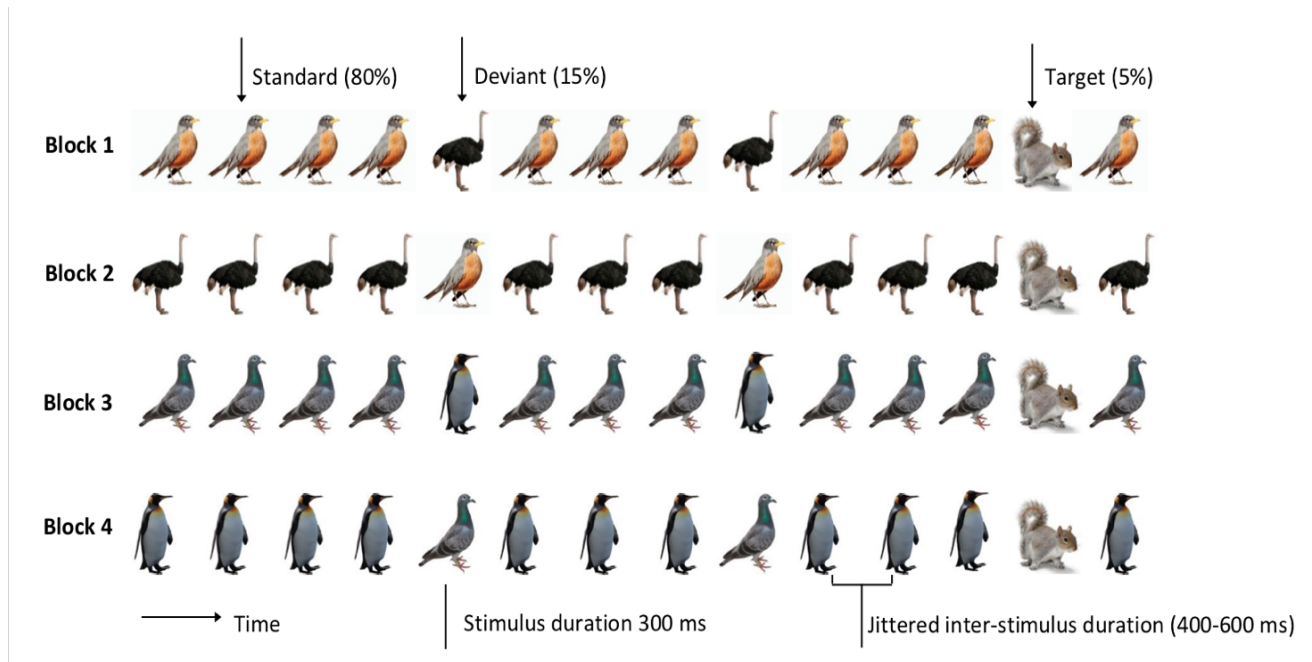 Standard (80%)
Deviant (15%)
Target (5%)
Block 1
Block 2
Block 3
Block 4
Time
Stimulus duration 300 ms
Jittered inter-stimulus duration (400-600 ms)